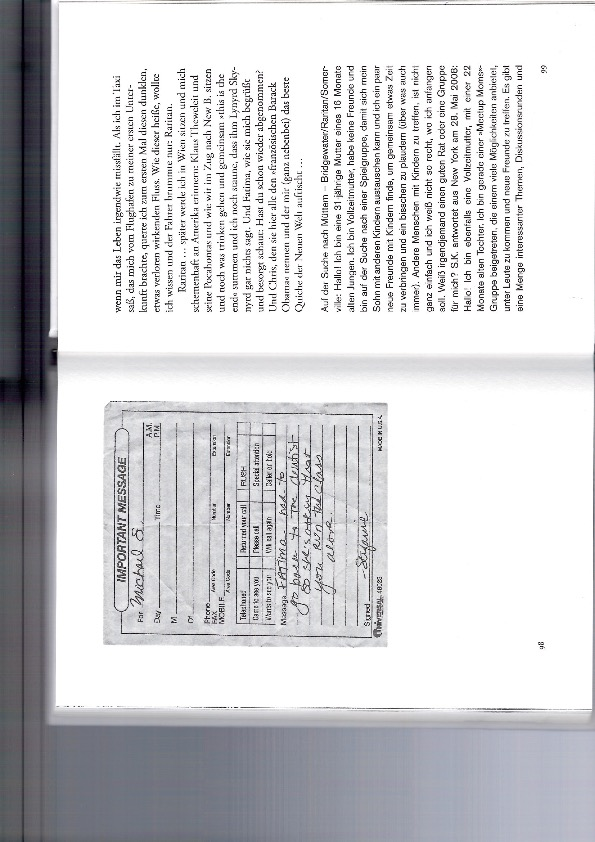 IMPORTANT MESSAGE
For Michael S.
Day Time A.M. P.M.
M
Of
Phone Area Code Number Extension
FAX
MOBILE Area Code Number Extension
Telephoned Returned your call RUSH
Came to see you Please call Special attention
Wants to see you Will call again Caller on hold
Message FATIMA had to
go back to the dentist-
so she's okay that
you run the class
alone.
Signed - Stefanie
UNIVERSAL 48023 MADE IN U.S.A.
98
wenn mir das Leben irgendwie missfällt. Als ich im Taxi
saß, das mich vom Flughafen zu meiner ersten Unter-
kunft brachte, querte ich zum ersten Mal diesen dunklen,
etwas verloren wirkenden Fluss. Wie dieser heiße, wollte
ich wissen und der Fahrer brummte nur: Raritan.
Raritan … später werde ich in Wien sitzen und mich
schemenhaft an Amerika erinnern: Klaus Theweleit und
seine Pocahontas und wie wir im Zug nach New B. sitzen
und noch was trinken gehen und gemeinsam »this is the
end« summen und ich noch staune, dass ihm Lynyrd Sky-
nyrd gar nichts sagt. Und Fatima, wie sie mich begrüßt
und besorgt schaut: Hast du schon wieder abgenommen?
Und Chris, den sie hier alle den »französischen Barack
Obama« nennen und der mir (ganz nebenbei) das beste
Quiche der Neuen Welt auftischt …
Auf der Suche nach Müttern – Bridgewater/Raritan/Somer-
ville: Hallo! Ich bin eine 31 jährige Mutter eines 16 Monate
alten Jungen. Ich bin Vollzeitmutter, habe keine Freunde und
bin auf der Suche nach einer Spielgruppe, damit sich mein
Sohn mit anderen Kindern austauschen kann und ich ein paar
neue Freunde mit Kindern finde, um gemeinsam etwas Zeit
zu verbringen und ein bisschen zu plaudern (über was auch
immer). Andere Menschen mit Kindern zu treffen, ist nicht
ganz einfach und ich weiß nicht so recht, wo ich anfangen
soll. Weiß irgendjemand einen guten Rat oder eine Gruppe
für mich? S.K. antwortet aus New York am 28. Mai 2008:
Hallo! Ich bin ebenfalls eine Vollzeitmutter, mit einer 22
Monate alten Tochter. Ich bin gerade einer »Meetup Moms«-
Gruppe beigetreten, die einem viele Möglichkeiten anbietet,
unter Leute zu kommen und neue Freunde zu treffen. Es gibt
eine Menge interessanter Themen, Diskussionsrunden und
99